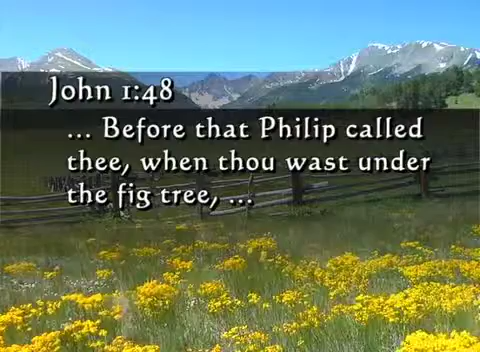 John 1:48
... Before that Philip called
thee, when thou wast under
the fig tree, ...